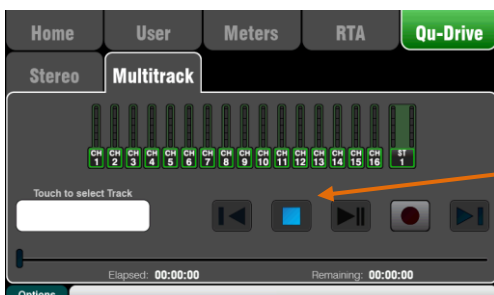 Home User Meters RTA Qu-Drive
Stereo Multitrack
CH 1 CH 2 CH 3 CH 4 CH 5 CH 6 CH 7 CH 8 CH 9 CH 10 CH 11 CH 12 CH 13 CH 14 CH 15 CH 16 ST 1
Touch to select Track
Elapsed: 00:00:00 Remaining: 00:00:00
Options